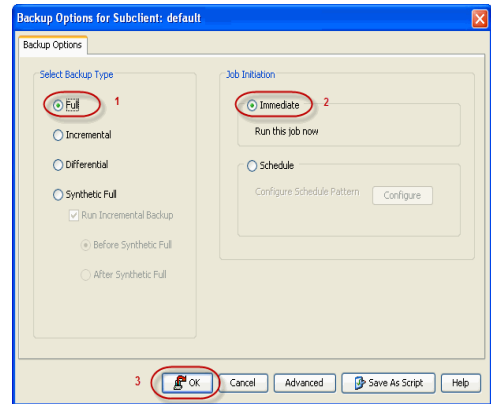 Backup Options for Subclient: default
Backup Options
Select Backup Type
Full
1
Incremental
Differential
Synthetic Full
Run Incremental Backup
Before Synthetic Full
After Synthetic Full
Job Initiation
Immediate
2
Run this job now
Schedule
Configure Schedule Pattern
Configure
3
OK
Cancel
Advanced
Save As Script
Help